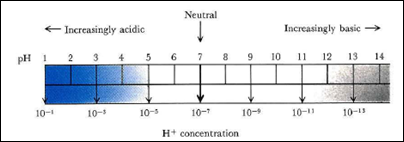 Neutral
← Increasingly acidic Increasingly basic →
pH 1 2 3 4 5 6 7 8 9 10 11 12 13 14
10⁻¹ 10⁻³ 10⁻⁵ 10⁻⁷ 10⁻⁹ 10⁻¹¹ 10⁻¹³
H⁺ concentration